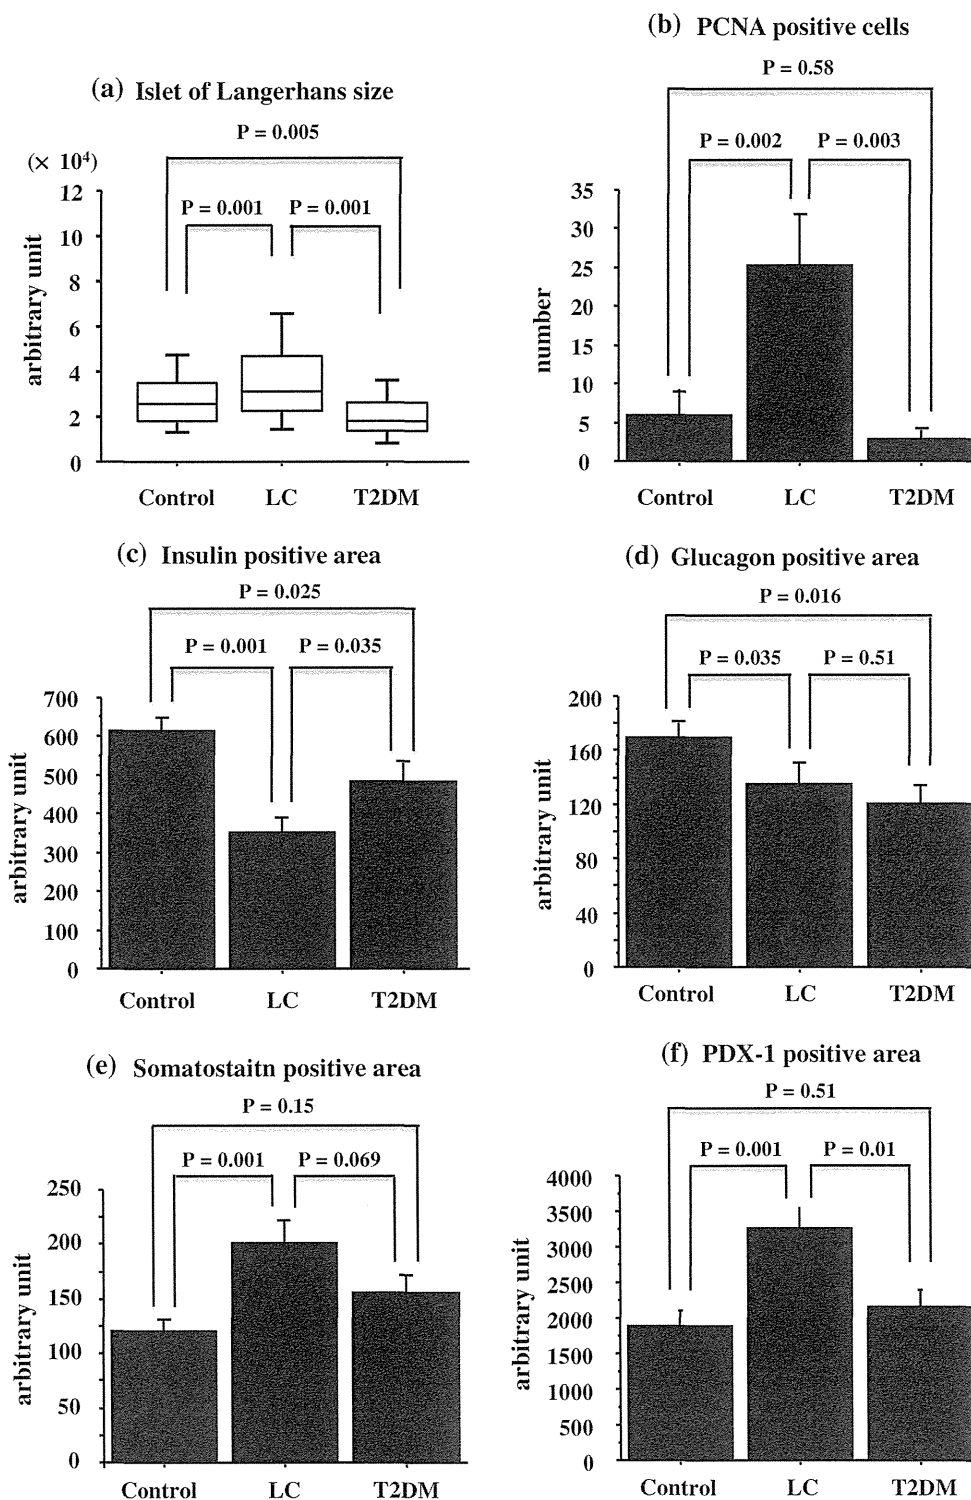 (a) Islet of Langerhans size
P = 0.005
(× 10⁴)
P = 0.001 P = 0.001
arbitrary unit
12
10
8
6
4
2
0
Control LC T2DM
(b) PCNA positive cells
P = 0.58
P = 0.002 P = 0.003
number
35
30
25
20
15
10
5
0
Control LC T2DM
(c) Insulin positive area
P = 0.025
P = 0.001 P = 0.035
arbitrary unit
700
600
500
400
300
200
100
0
Control LC T2DM
(d) Glucagon positive area
P = 0.016
P = 0.035 P = 0.51
arbitrary unit
200
160
120
80
40
0
Control LC T2DM
(e) Somatostaitn positive area
P = 0.15
P = 0.001 P = 0.069
arbitrary unit
250
200
150
100
50
0
Control LC T2DM
(f) PDX-1 positive area
P = 0.51
P = 0.001 P = 0.01
arbitrary unit
4000
3500
3000
2500
2000
1500
1000
500
0
Control LC T2DM